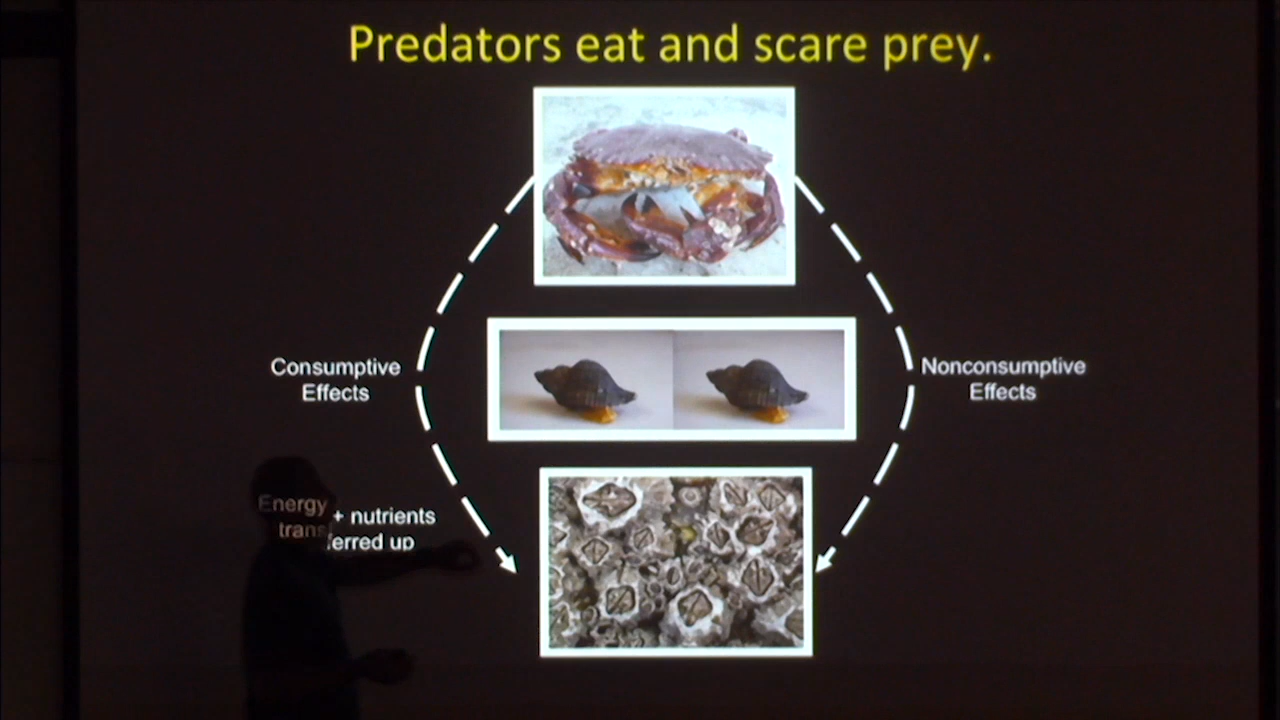 Predators eat and scare prey.
Consumptive
Effects
Nonconsumptive
Effects
Energy + nutrients
transferred up